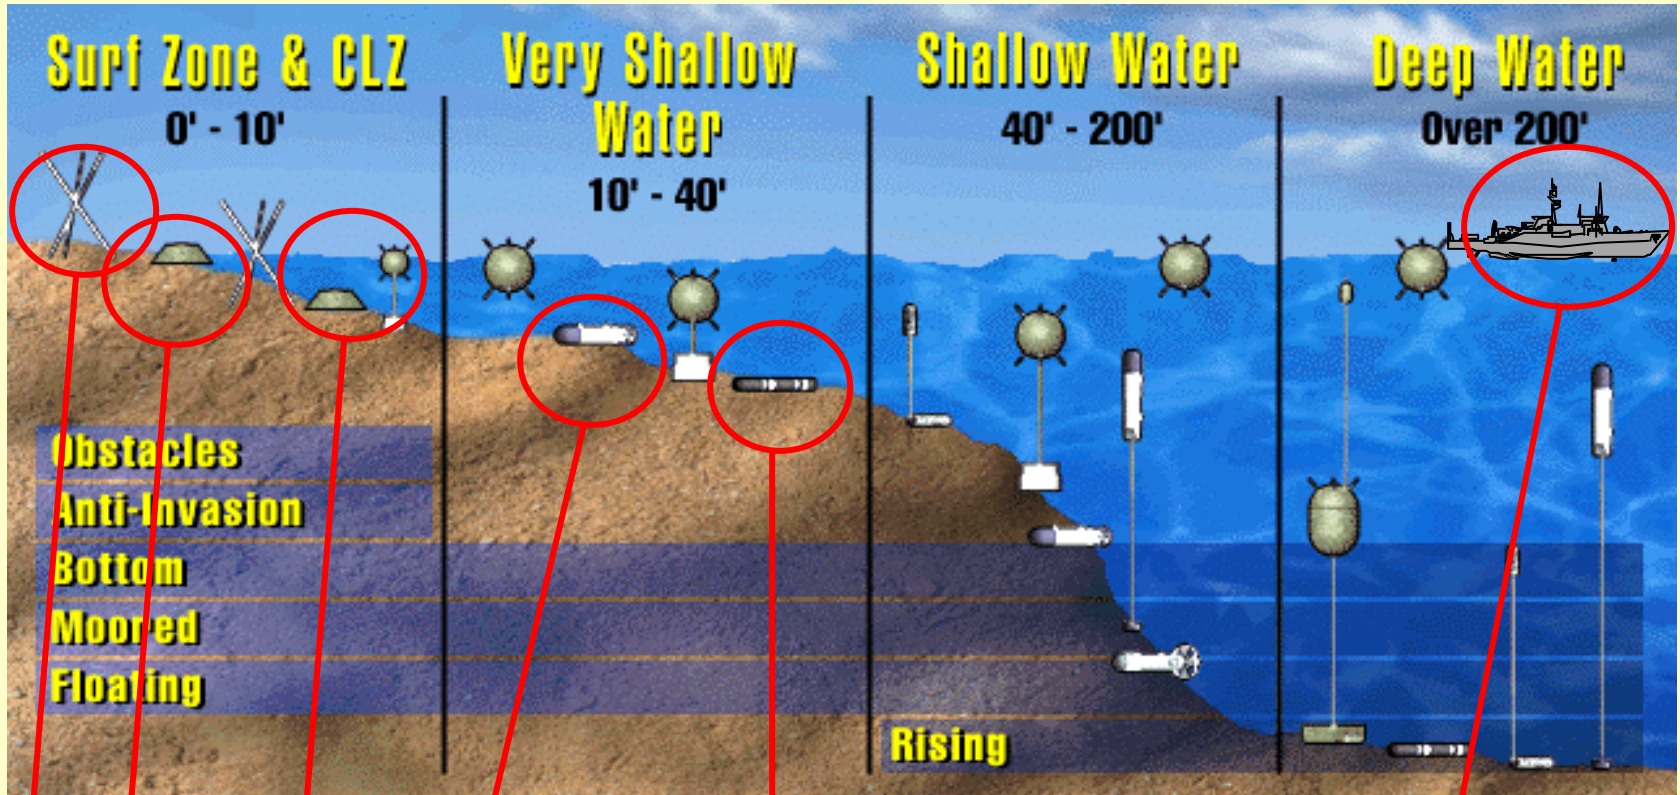 Surf Zone & CLZ
0' - 10'
Very Shallow
Water
10' - 40'
Shallow Water
40' - 200'
Deep Water
Over 200'
Obstacles
Anti-Invasion
Bottom
Moored
Floating
Rising